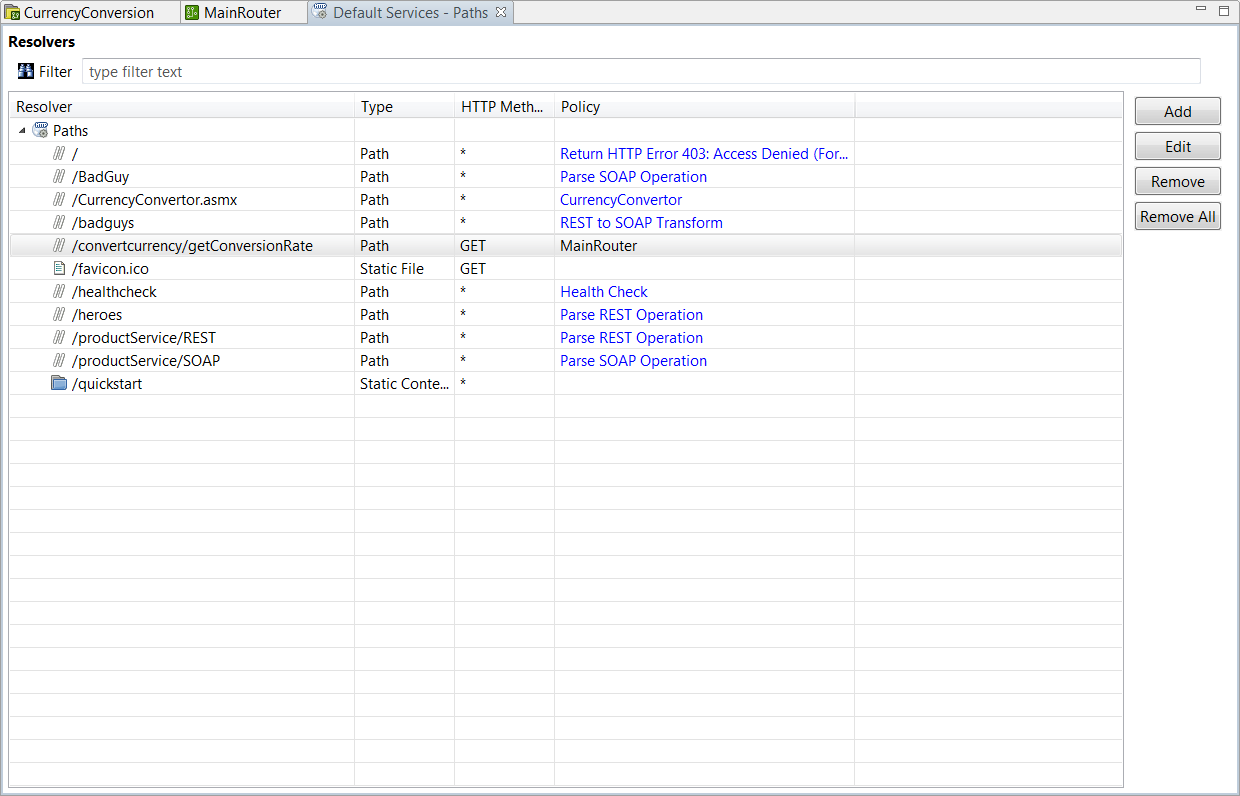 CurrencyConversion MainRouter Default Services - Paths
Resolvers
Filter type filter text
Resolver Type HTTP Meth... Policy
Add
Paths
/ Path * Return HTTP Error 403: Access Denied (For...
Edit
/BadGuy Path * Parse SOAP Operation
Remove
/CurrencyConvertor.asmx Path * CurrencyConvertor
Remove All
/badguys Path * REST to SOAP Transform
/convertcurrency/getConversionRate Path GET MainRouter
/favicon.ico Static File GET
/healthcheck Path * Health Check
/heroes Path * Parse REST Operation
/productService/REST Path * Parse REST Operation
/productService/SOAP Path * Parse SOAP Operation
/quickstart Static Conte... *